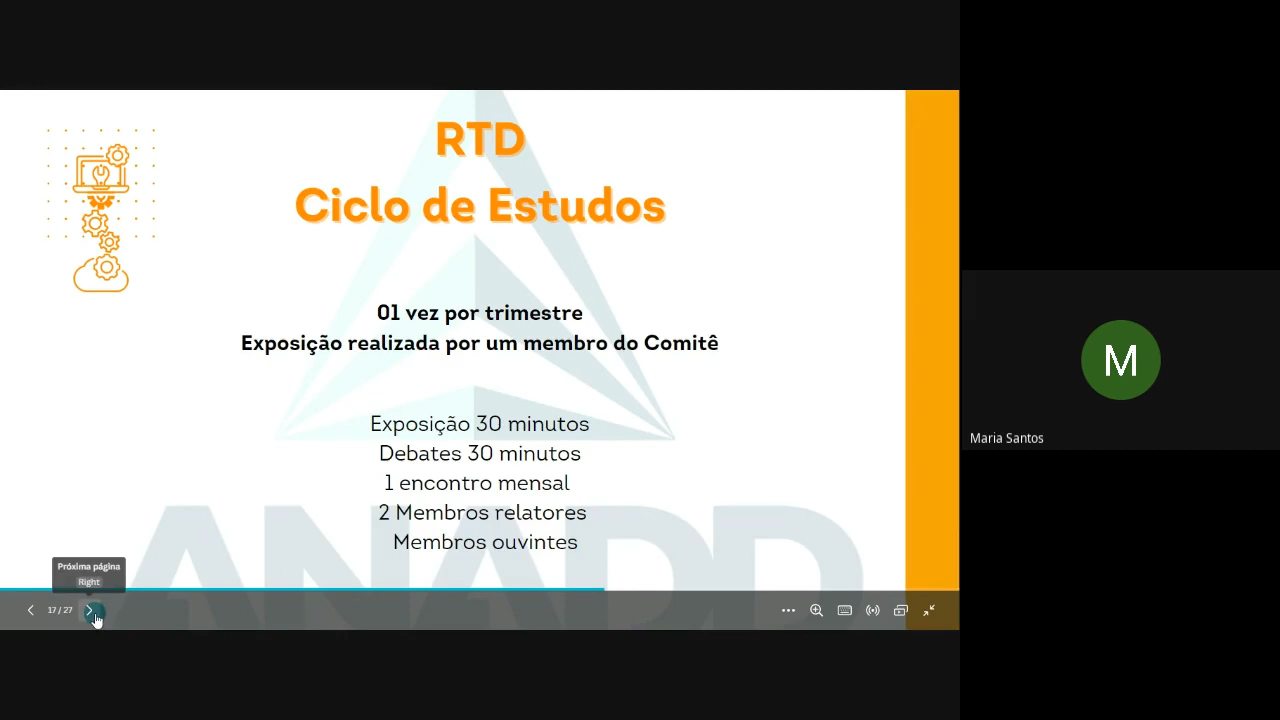 RTD
Ciclo de Estudos
01 vez por trimestre
Exposição realizada por um membro do Comitê
Exposição 30 minutos
Debates 30 minutos
1 encontro mensal
2 Membros relatores
Membros ouvintes
ANADD
Próxima página
Right
17 / 27
M
Maria Santos